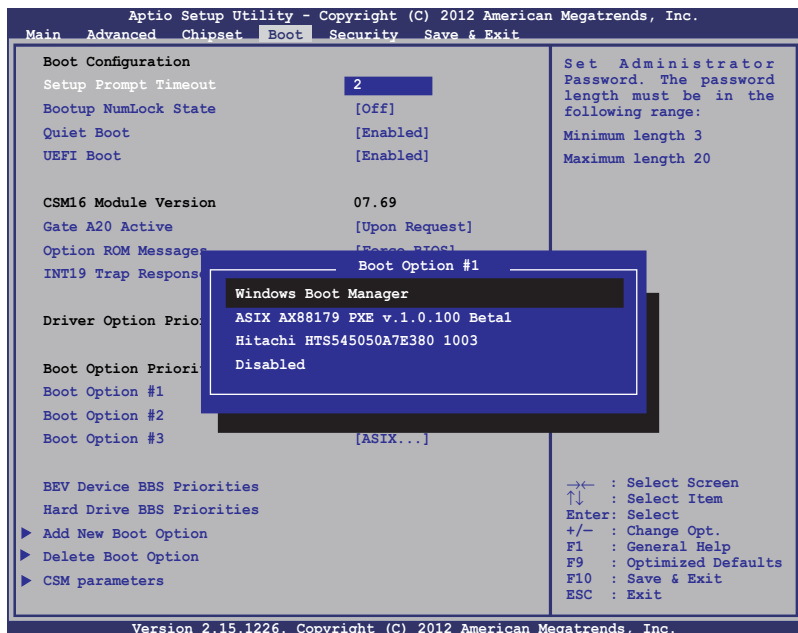 Aptio Setup Utility - Copyright (C) 2012 American Megatrends, Inc.
Main Advanced Chipset Boot Security Save & Exit
Boot Configuration
Setup Prompt Timeout 2
Bootup NumLock State [Off]
Quiet Boot [Enabled]
UEFI Boot [Enabled]
CSM16 Module Version 07.69
Gate A20 Active [Upon Request]
Option ROM Messages [Force BIOS]
INT19 Trap Response
Driver Option Prio
Boot Option Priori
Boot Option #1
Boot Option #2
Boot Option #3 [ASIX...]
BEV Device BBS Priorities
Hard Drive BBS Priorities
Add New Boot Option
Delete Boot Option
CSM parameters
Boot Option #1
Windows Boot Manager
ASIX AX88179 PXE v.1.0.100 Beta1
Hitachi HTS545050A7E380 1003
Disabled
Set Administrator
Password. The password
length must be in the
following range:
Minimum length 3
Maximum length 20
→← : Select Screen
↑↓ : Select Item
Enter: Select
+/— : Change Opt.
F1 : General Help
F9 : Optimized Defaults
F10 : Save & Exit
ESC : Exit
Version 2.15.1226. Copyright (C) 2012 American Megatrends, Inc.